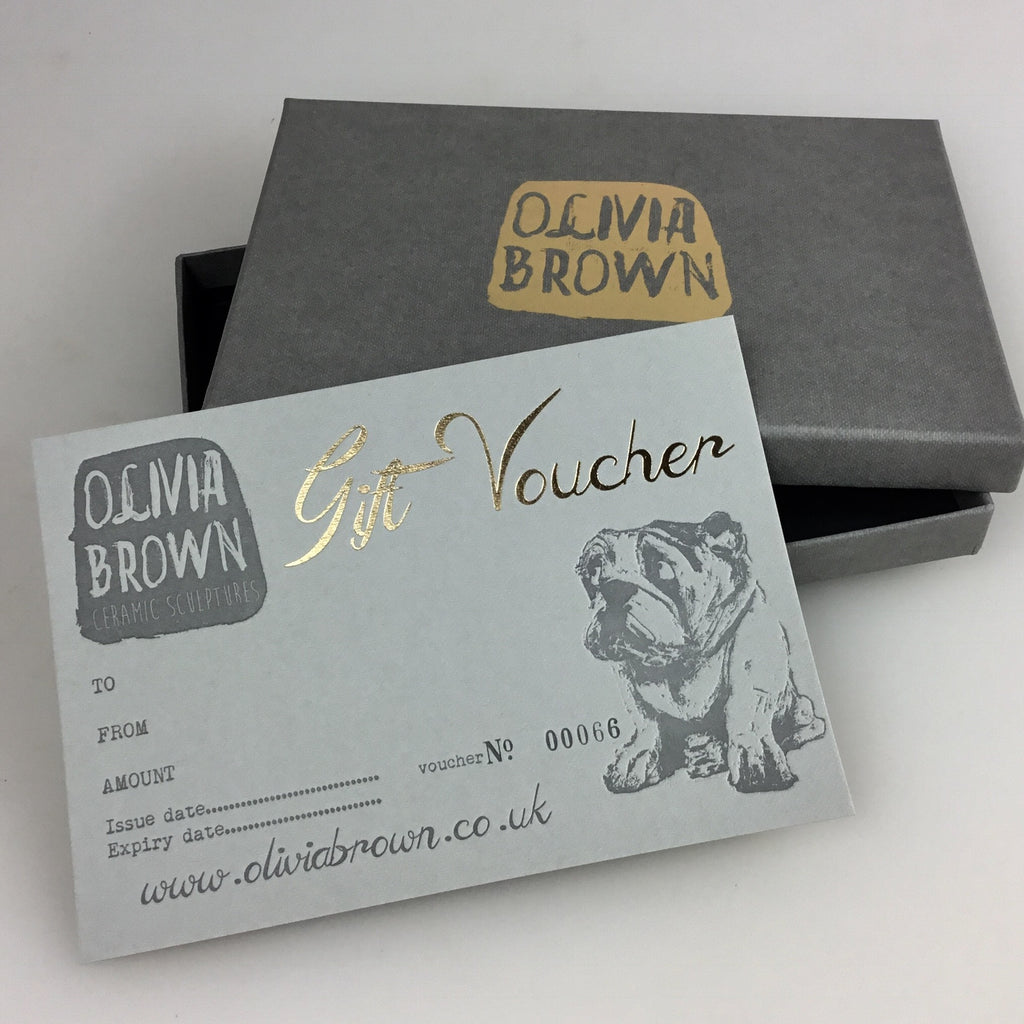 OLIVIA
BROWN
Gift Voucher
OLIVIA
BROWN
CERAMIC SCULPTURES
TO
FROM
AMOUNT
voucher Nº 00066
Issue date................................
Expiry date..............................
www.oliviabrown.co.uk